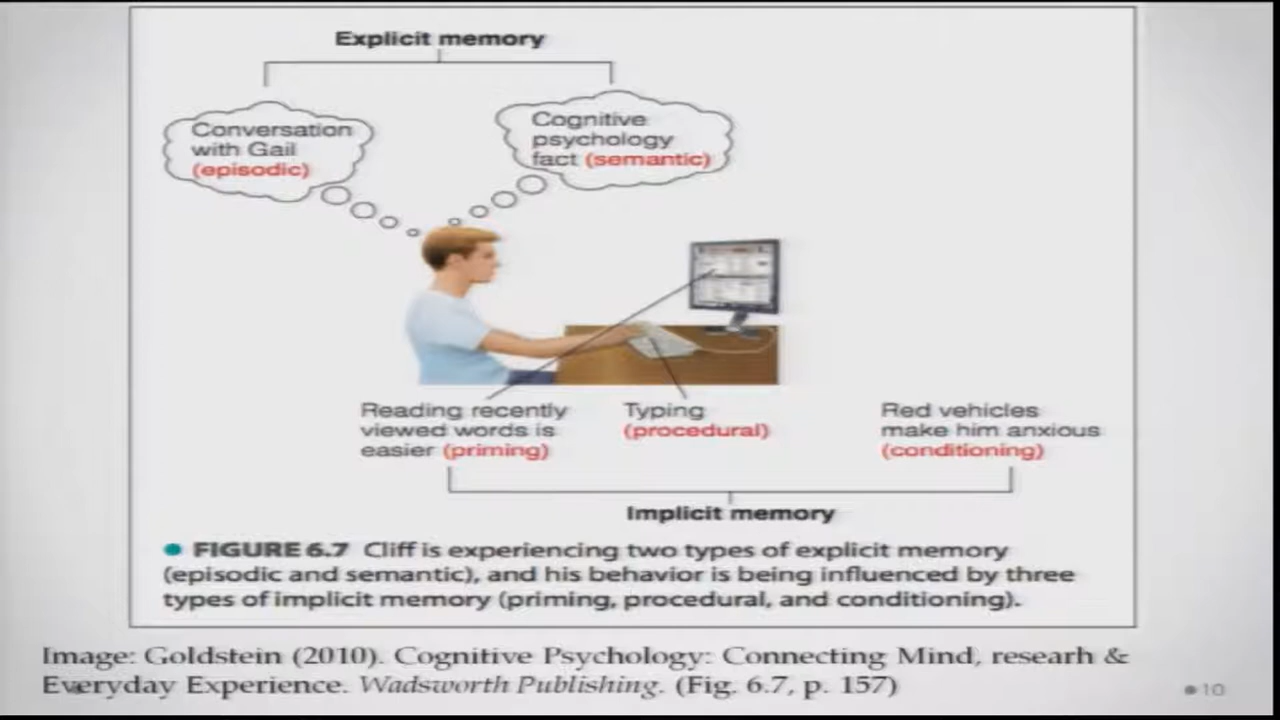 Explicit memory
Conversation
with Gail
(episodic)
Cognitive
psychology
fact (semantic)
Reading recently
viewed words is
easier (priming)
Typing
(procedural)
Red vehicles
make him anxious
(conditioning)
Implicit memory
● FIGURE 6.7 Cliff is experiencing two types of explicit memory
(episodic and semantic), and his behavior is being influenced by three
types of implicit memory (priming, procedural, and conditioning).
Image: Goldstein (2010). Cognitive Psychology: Connecting Mind, researh &
Everyday Experience. Wadsworth Publishing. (Fig. 6.7, p. 157)
●10